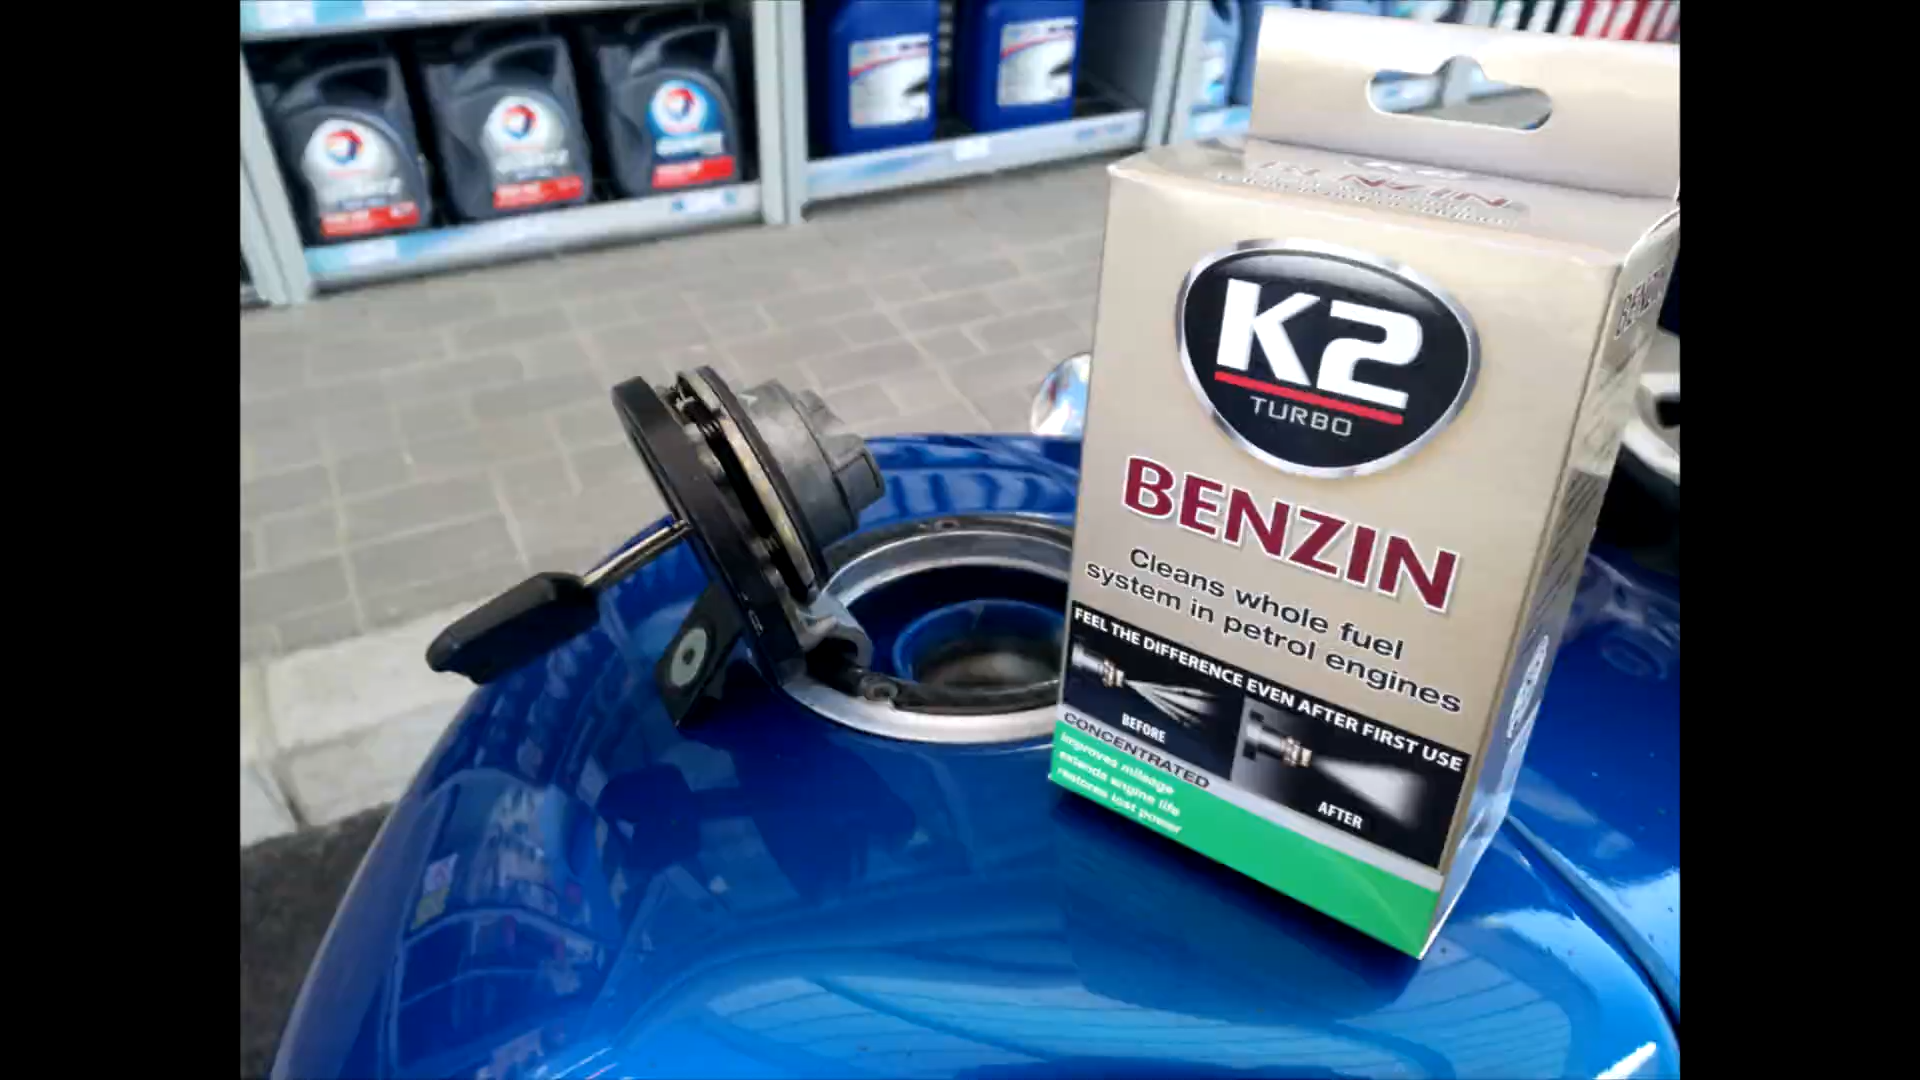 K2
TURBO
BENZIN
Cleans whole fuel
system in petrol engines
FEEL THE DIFFERENCE EVEN AFTER FIRST USE
BEFORE
AFTER
CONCENTRATED
improves mileage
extends engine life
restores lost power
BENZIN